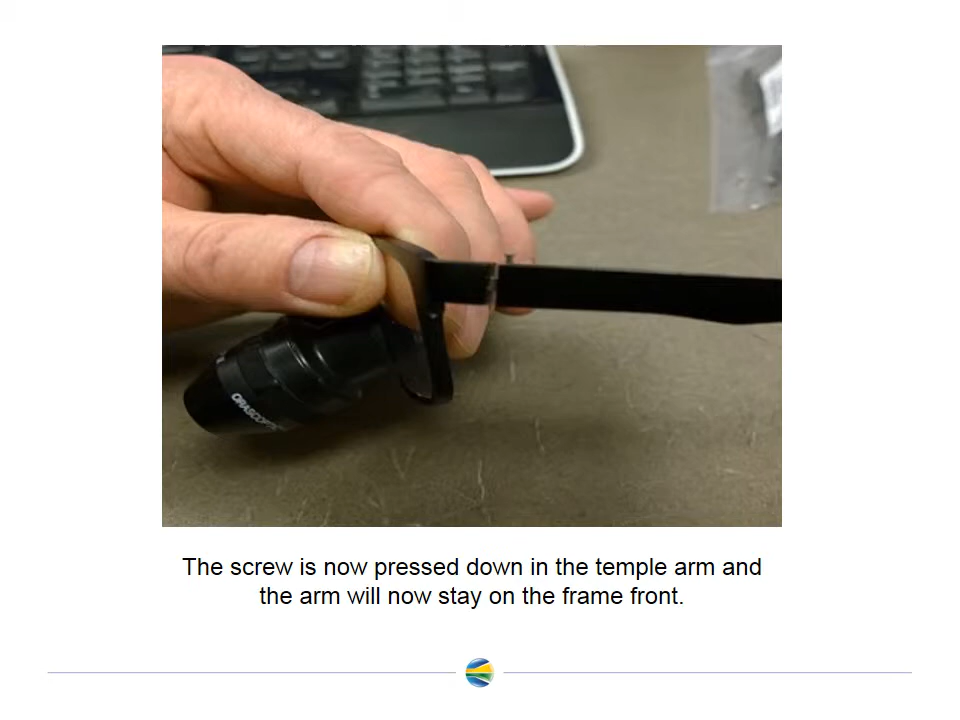 ORASCOPTIC
The screw is now pressed down in the temple arm and
the arm will now stay on the frame front.